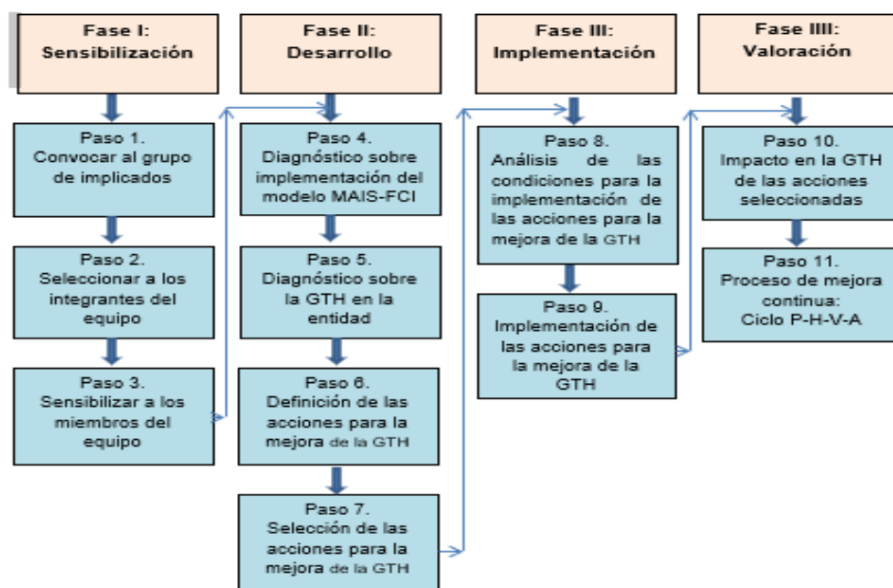 Fase I:
Sensibilización
Paso 1.
Convocar al grupo
de implicados
Paso 2.
Seleccionar a los
integrantes del
equipo
Paso 3.
Sensibilizar a los
miembros del
equipo
Fase II:
Desarrollo
Paso 4.
Diagnóstico sobre
implementación del
modelo MAIS-FCI
Paso 5.
Diagnóstico sobre
la GTH en la
entidad
Paso 6.
Definición de las
acciones para la
mejora de la GTH
Paso 7.
Selección de las
acciones para la
mejora de la GTH
Fase III:
Implementación
Paso 8.
Análisis de las
condiciones para la
implementación de
las acciones para la
mejora de la GTH
Paso 9.
Implementación de
las acciones para
la mejora de la
GTH
Fase IIII:
Valoración
Paso 10.
Impacto en la GTH
de las acciones
seleccionadas
Paso 11.
Proceso de mejora
continua:
Ciclo P-H-V-A